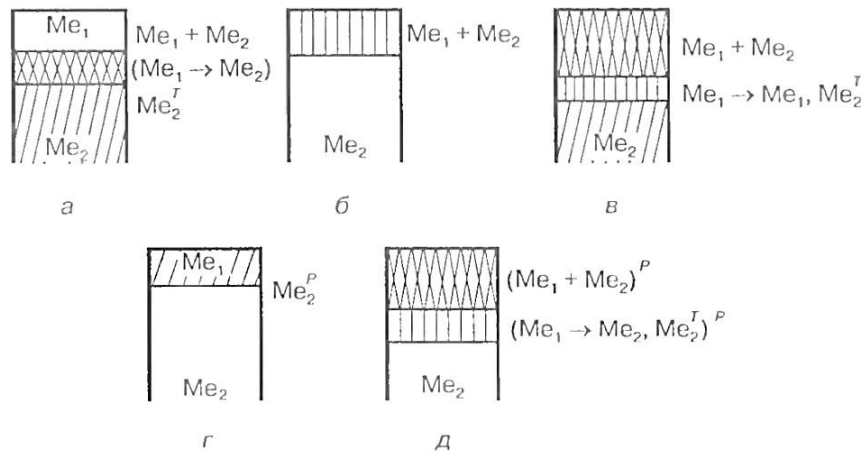 Me₁
Me₁ + Me₂
(Me₁ → Me₂)
Me₂ᵀ
Me₂
а
Me₁ + Me₂
Me₂
б
Me₁ + Me₂
Me₁ → Me₁, Me₂ᵀ
Me₂
в
Me₁
Me₂ᴾ
Me₂
г
(Me₁ + Me₂)ᴾ
(Me₁ → Me₂, Me₂ᵀ)ᴾ
Me₂
д